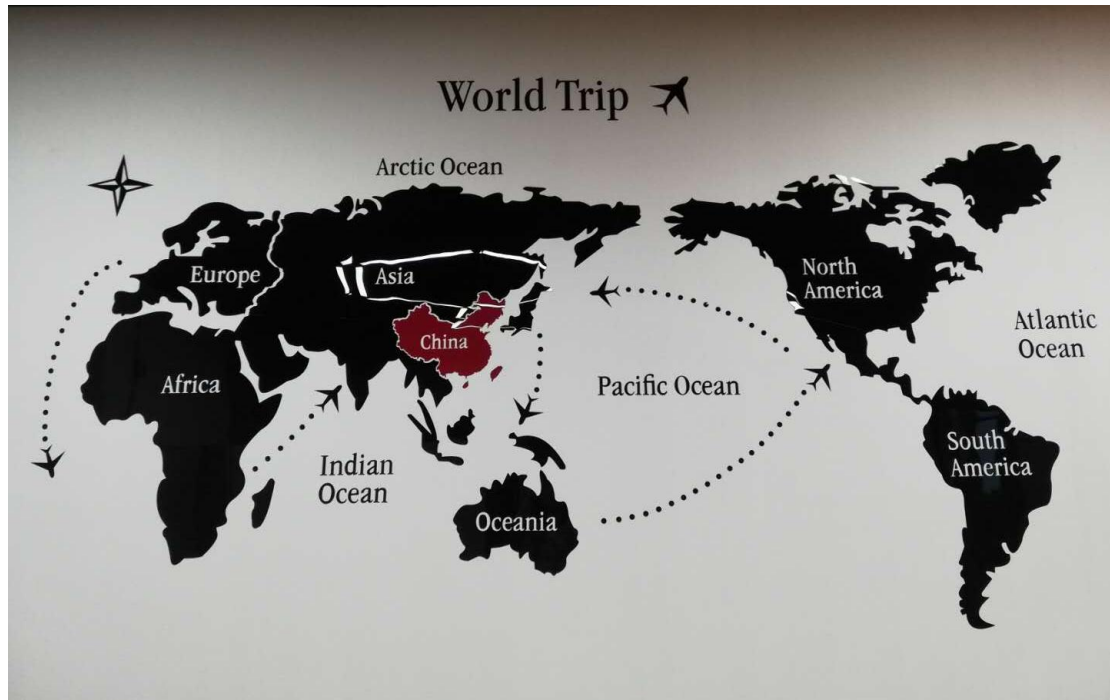 World Trip
Arctic Ocean
Europe
Asia
North
America
China
Atlantic
Ocean
Africa
Pacific Ocean
Indian
Ocean
South
America
Oceania